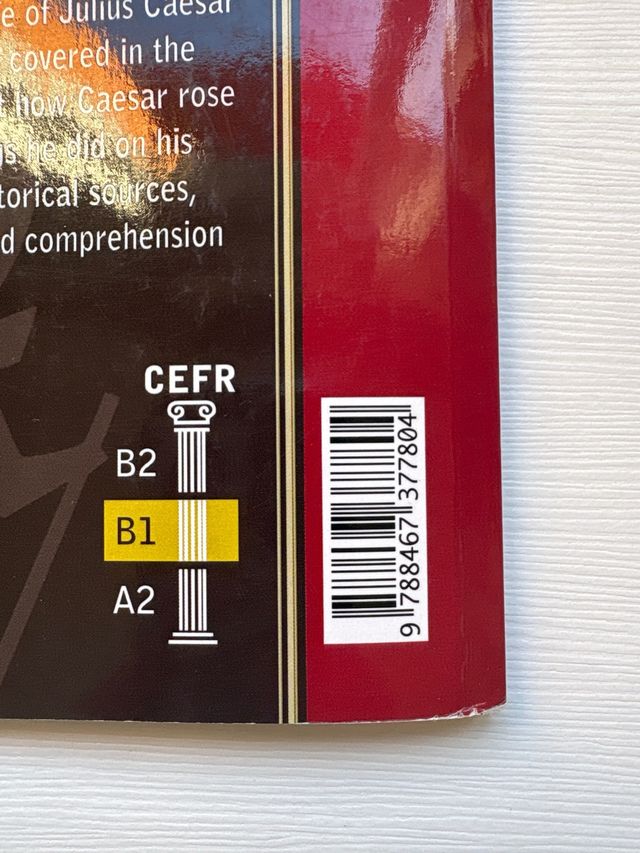 e of Julius Caesar
covered in the
how Caesar rose
he did on his
torical sources,
d comprehension
CEFR
B2
B1
A2
9 788467 377804